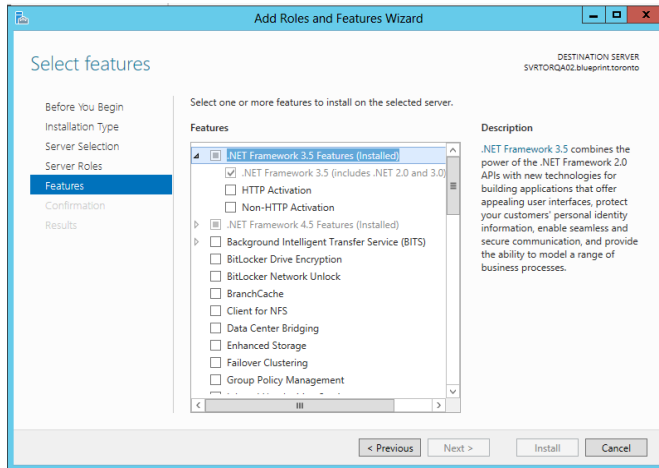 Add Roles and Features Wizard
Select features
DESTINATION SERVER
SVRTORQA02.blueprint.toronto
Before You Begin
Installation Type
Server Selection
Server Roles
Features
Confirmation
Results
Select one or more features to install on the selected server.
Features
.NET Framework 3.5 Features (Installed)
.NET Framework 3.5 (includes .NET 2.0 and 3.0)
HTTP Activation
Non-HTTP Activation
.NET Framework 4.5 Features (Installed)
Background Intelligent Transfer Service (BITS)
BitLocker Drive Encryption
BitLocker Network Unlock
BranchCache
Client for NFS
Data Center Bridging
Enhanced Storage
Failover Clustering
Group Policy Management
Description
.NET Framework 3.5 combines the
power of the .NET Framework 2.0
APIs with new technologies for
building applications that offer
appealing user interfaces, protect
your customers' personal identity
information, enable seamless and
secure communication, and provide
the ability to model a range of
business processes.
< Previous
Next >
Install
Cancel